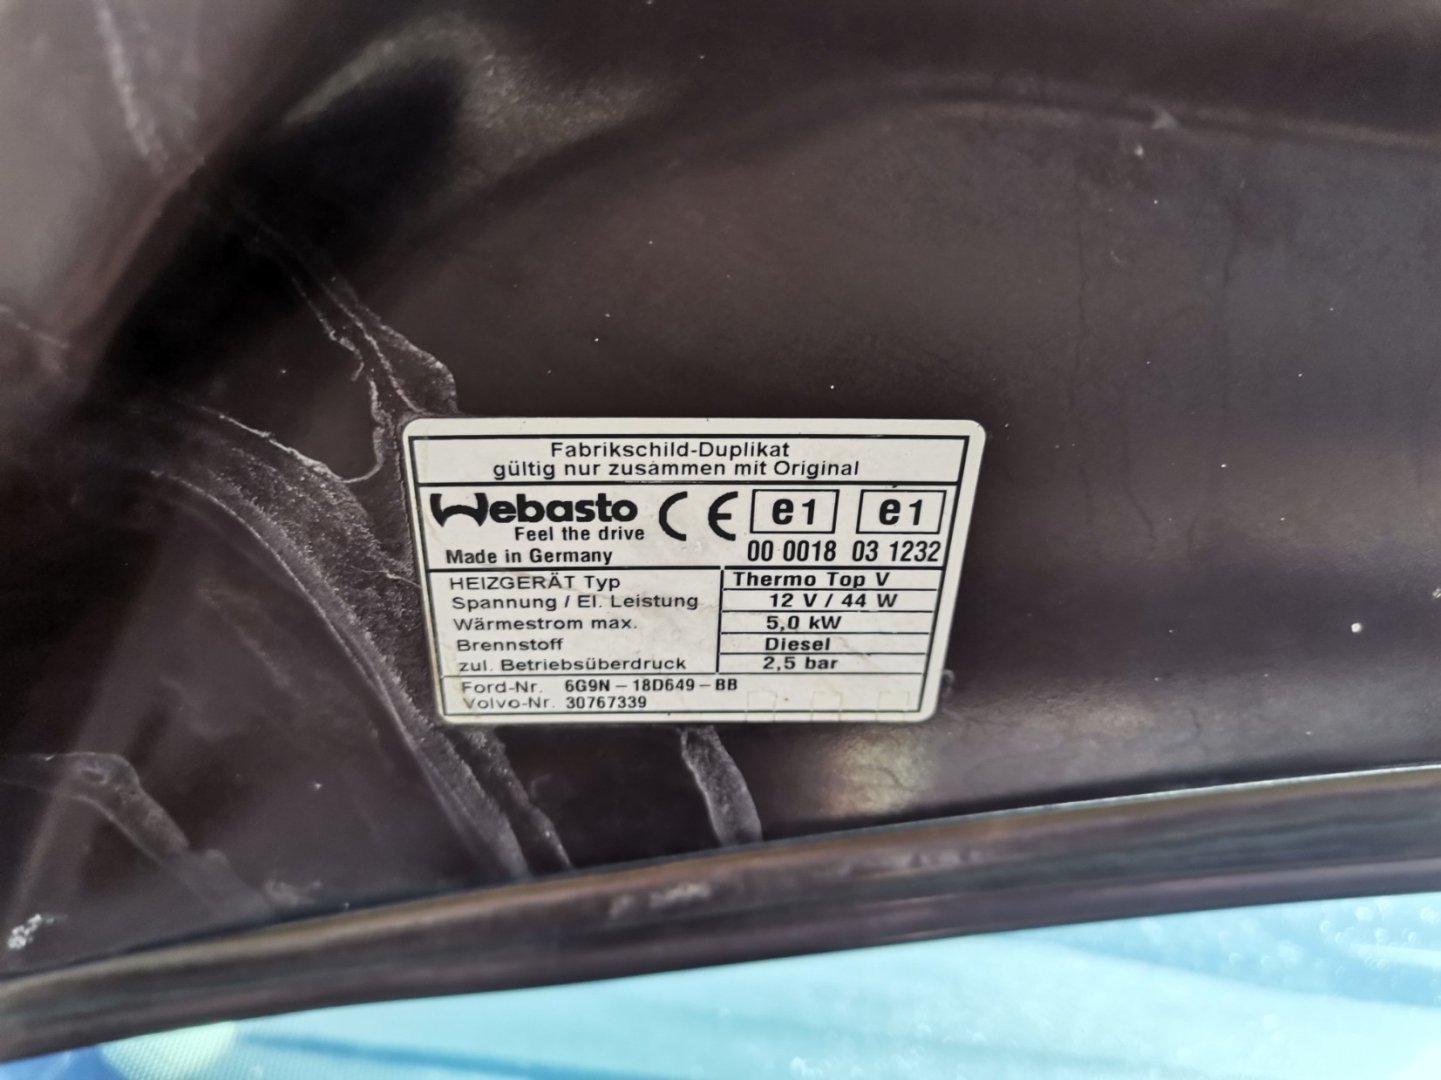 Fabrikschild-Duplikat
gültig nur zusammen mit Original
Webasto CE e1 e1
Feel the drive
Made in Germany 00 0018 03 1232
HEIZGERÄT Typ Thermo Top V
Spannung / El. Leistung 12 V / 44 W
Wärmestrom max. 5,0 kW
Brennstoff Diesel
zul. Betriebsüberdruck 2,5 bar
Ford-Nr. 6G9N - 18D649 - BB
Volvo-Nr. 30767339